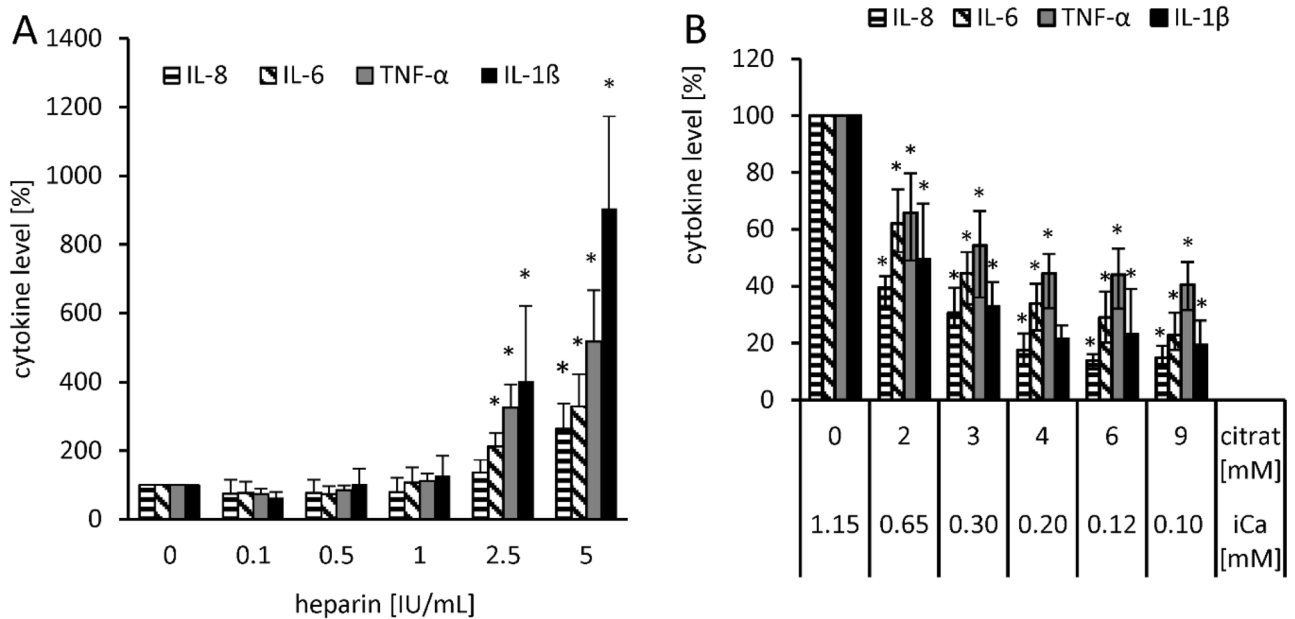 A
cytokine level [%]
1400
1200
1000
800
600
400
200
0
IL-8 IL-6 TNF-α IL-1ß
*
* * * *
* * * *
0 0.1 0.5 1 2.5 5
heparin [IU/mL]
B
IL-8 IL-6 TNF-α IL-1β
cytokine level [%]
120
100
80
60
40
20
0
* * * *
* * * *
* * *
* * * *
* * * *
0 2 3 4 6 9 citrat
[mM]
1.15 0.65 0.30 0.20 0.12 0.10 iCa
[mM]